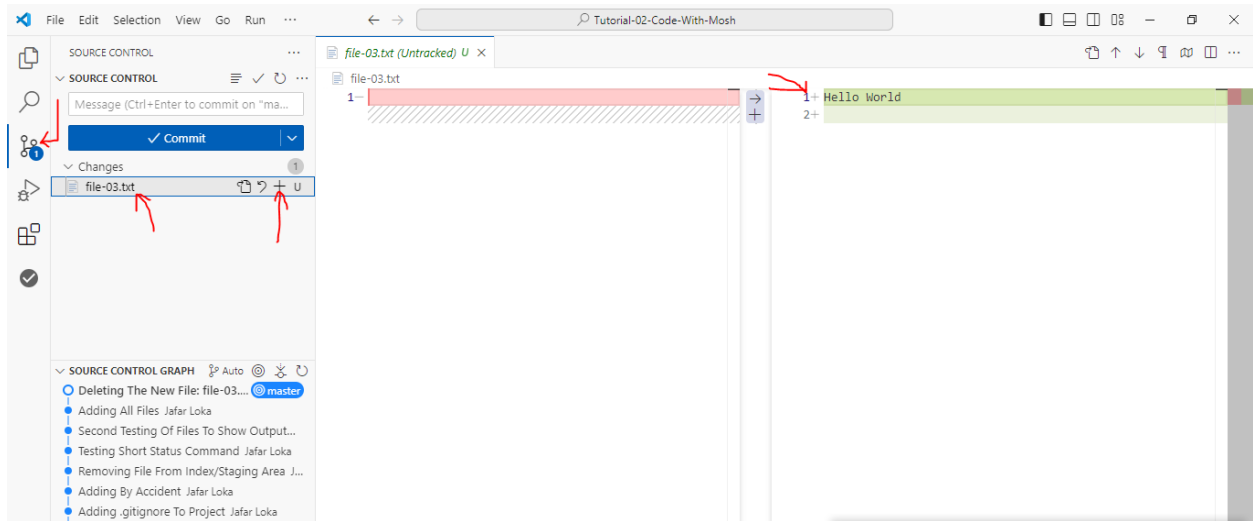 File Edit Selection View Go Run ···
Tutorial-02-Code-With-Mosh
SOURCE CONTROL
file-03.txt (Untracked) U
SOURCE CONTROL
file-03.txt
Message (Ctrl+Enter to commit on "ma...
1
Hello World
1+
2+
Commit
1
Changes
1
file-03.txt
U
SOURCE CONTROL GRAPH
Auto
Deleting The New File: file-03....
master
Adding All Files Jafar Loka
Second Testing Of Files To Show Output...
Testing Short Status Command Jafar Loka
Removing File From Index/Staging Area J...
Adding By Accident Jafar Loka
Adding .gitignore To Project Jafar Loka